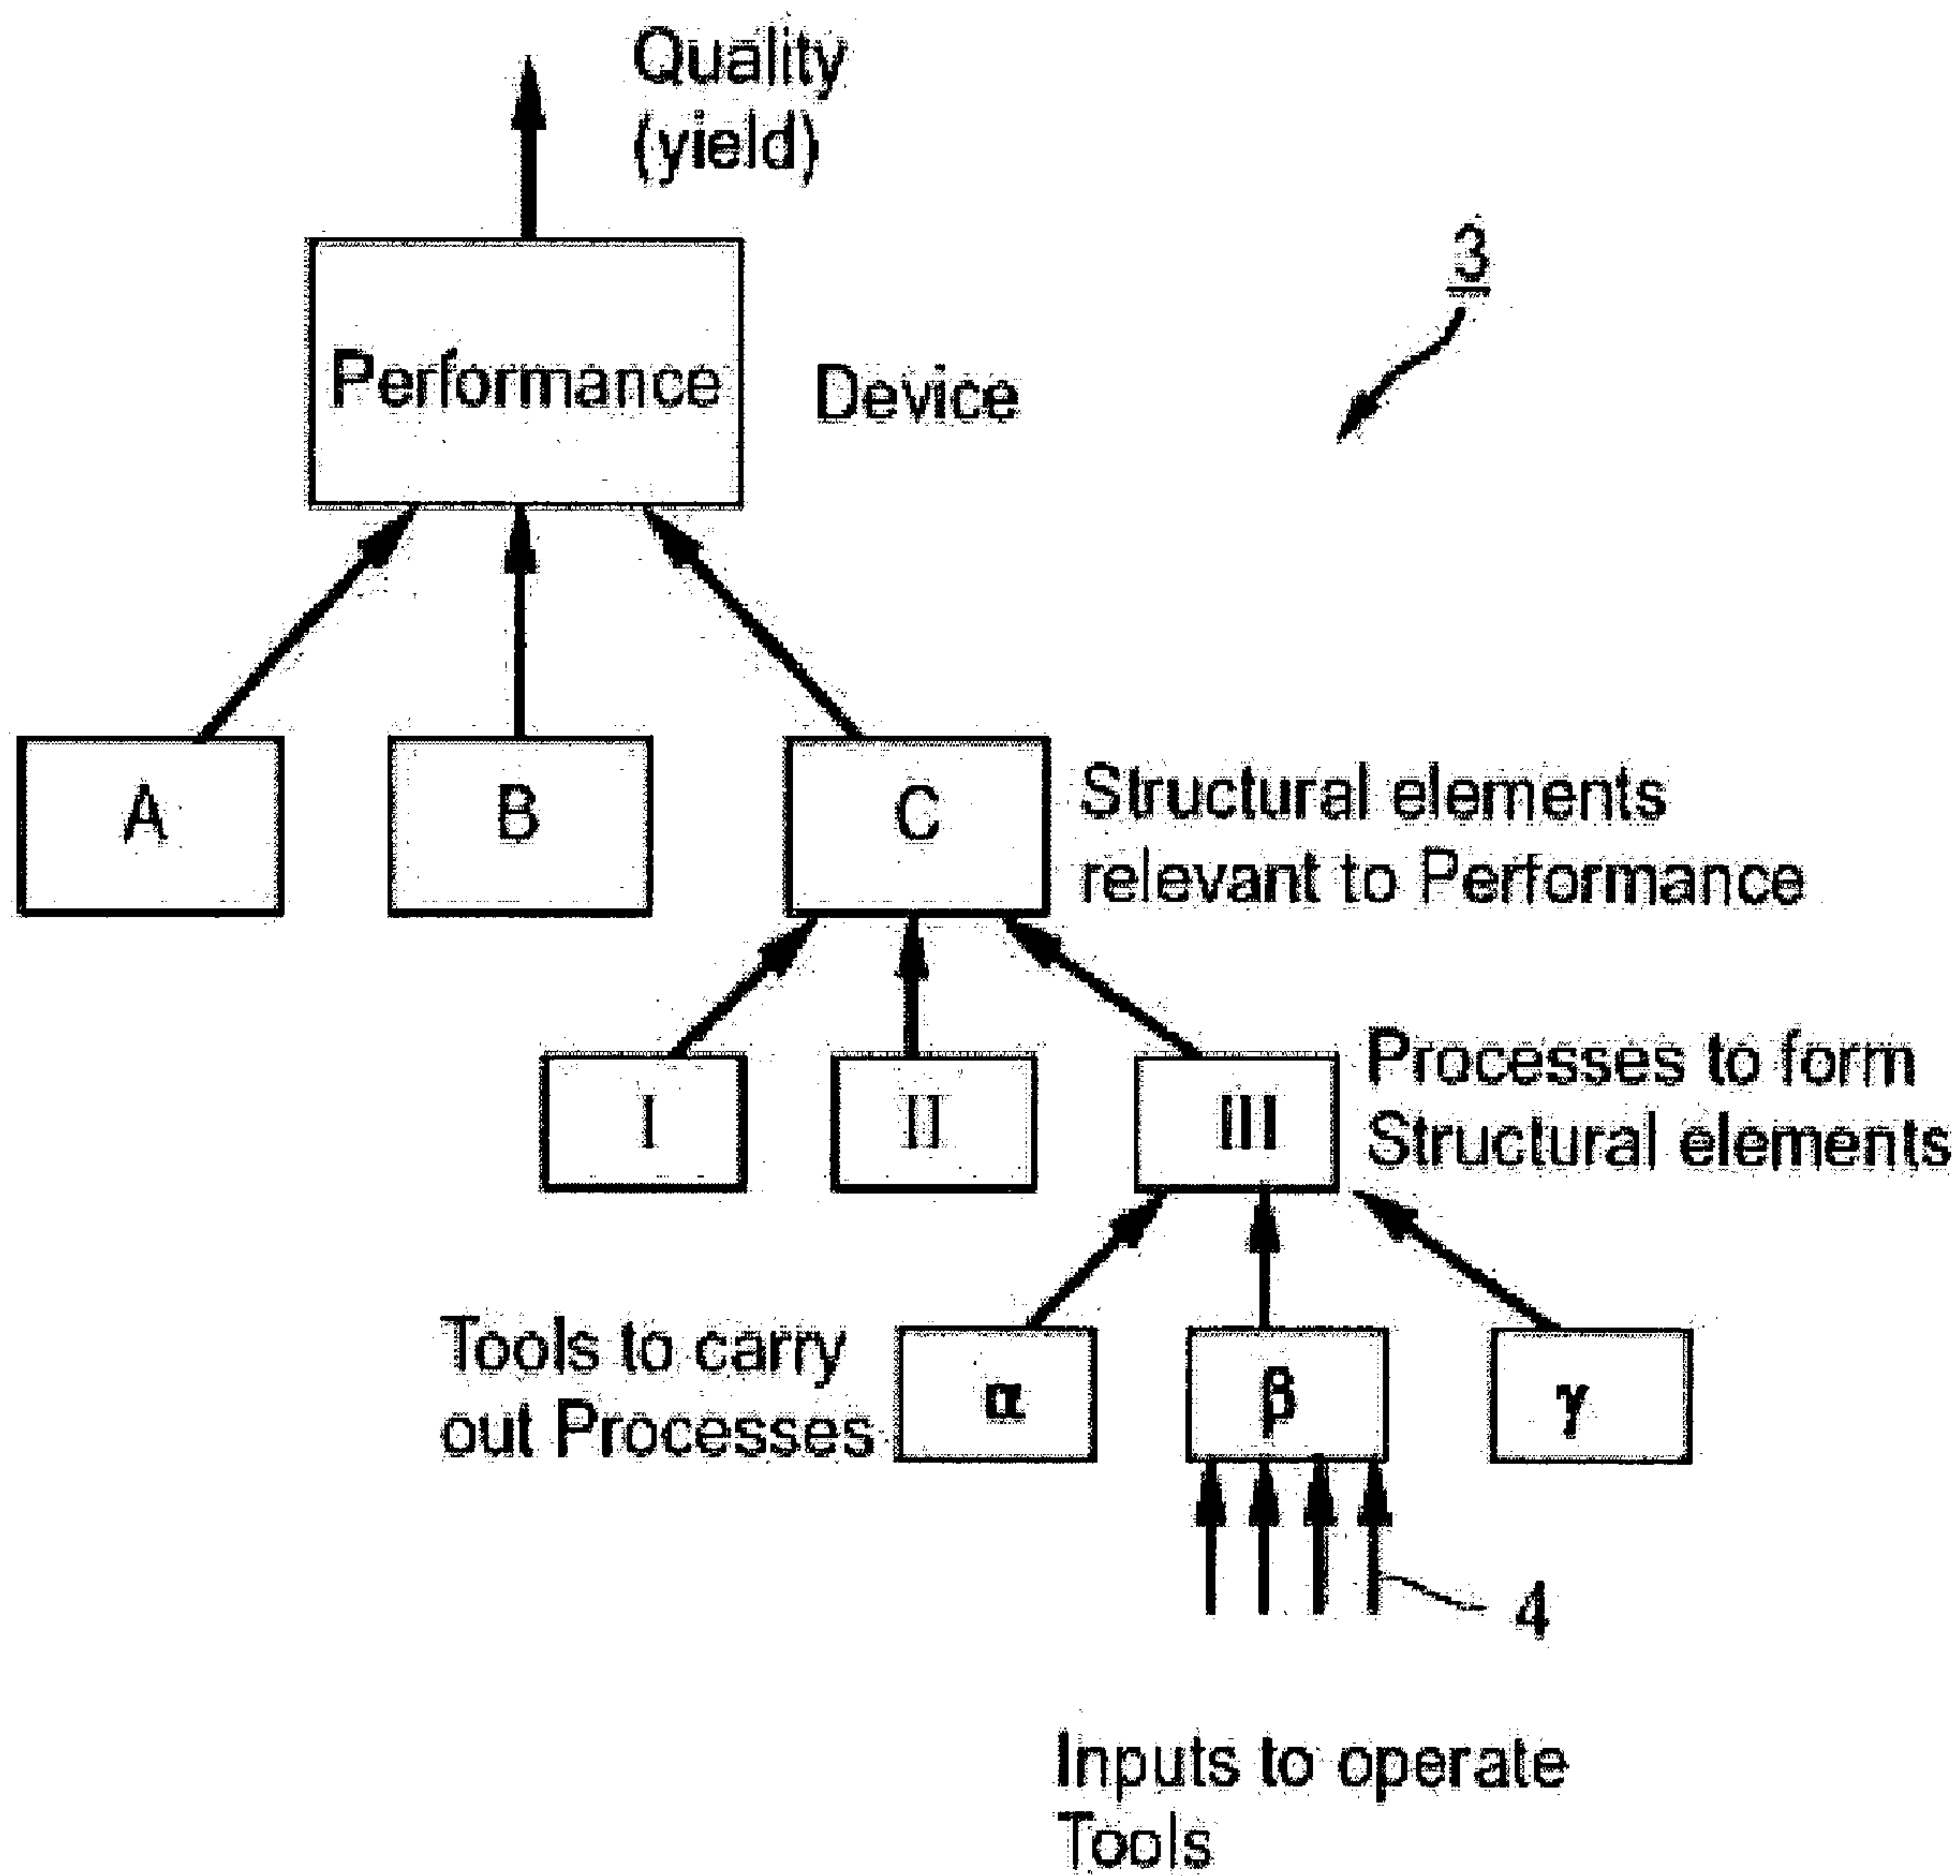 Quality
(yield)
3
Performance
Device
A
B
C
Structural elements
relevant to Performance
I
II
III
Processes to form
Structural elements
Tools to carry
out Processes
α
β
γ
4
Inputs to operate
Tools